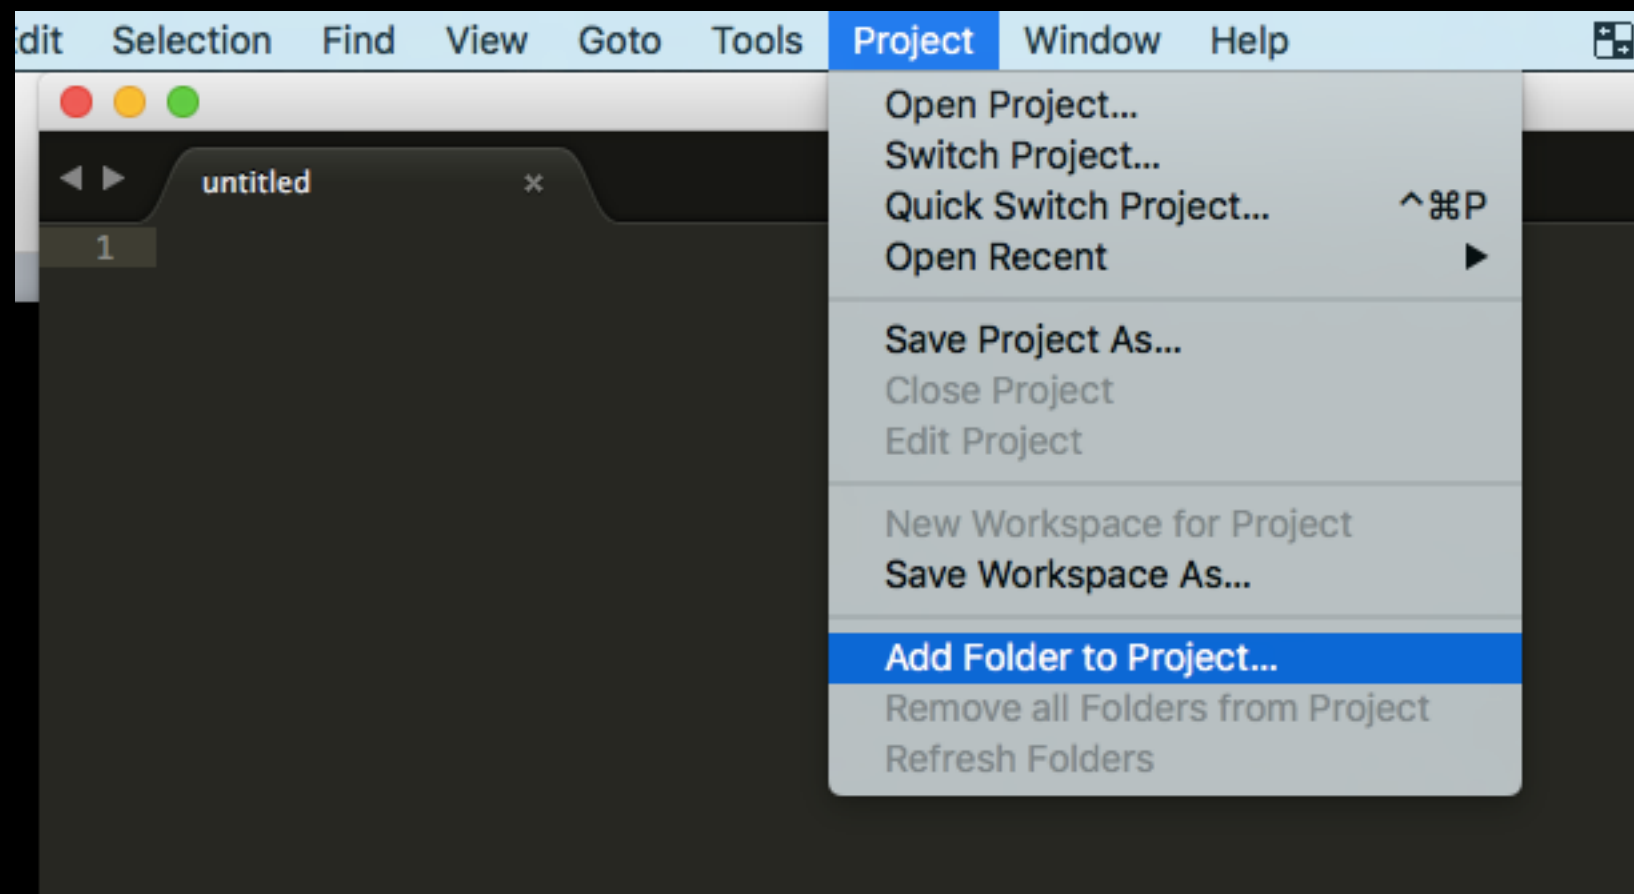 dit Selection Find View Goto Tools Project Window Help
untitled ×
1
Open Project...
Switch Project...
Quick Switch Project... ^⌘P
Open Recent ▶
Save Project As...
Close Project
Edit Project
New Workspace for Project
Save Workspace As...
Add Folder to Project...
Remove all Folders from Project
Refresh Folders